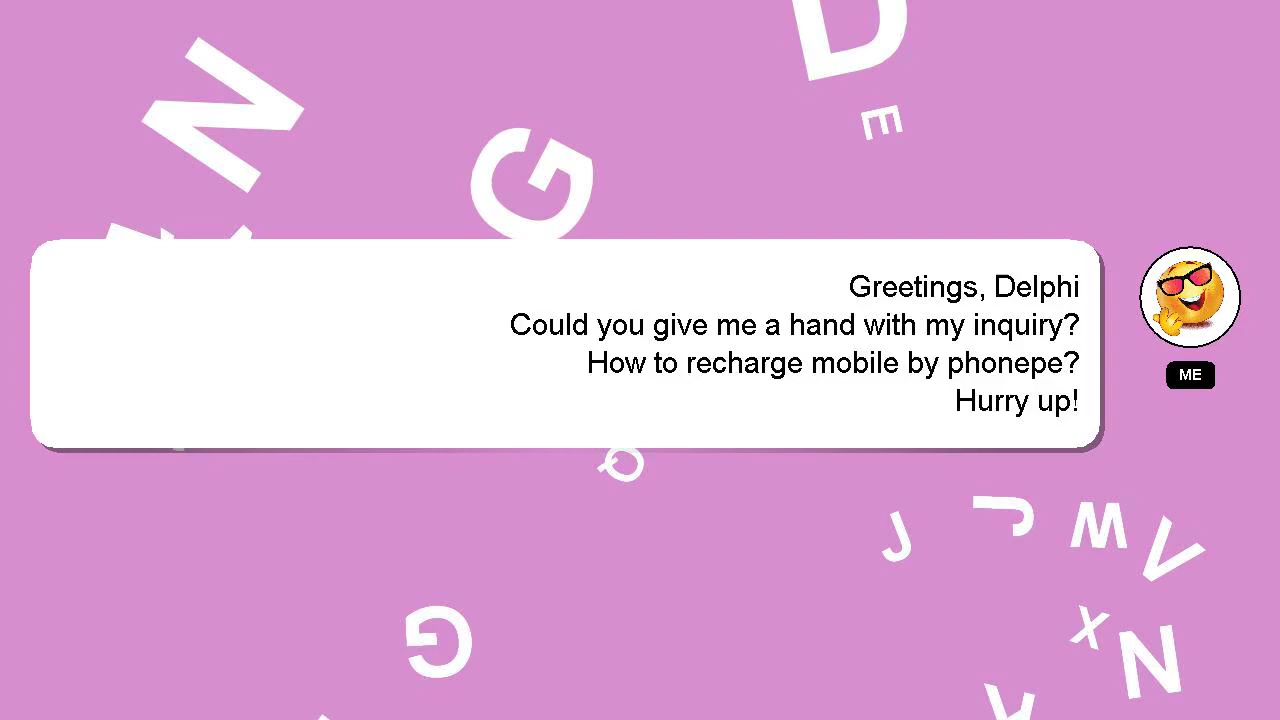 Greetings, Delphi
Could you give me a hand with my inquiry?
How to recharge mobile by phonepe?
Hurry up!
ME
N
D
E
G
Q
J
J
W
V
X
N
G
A